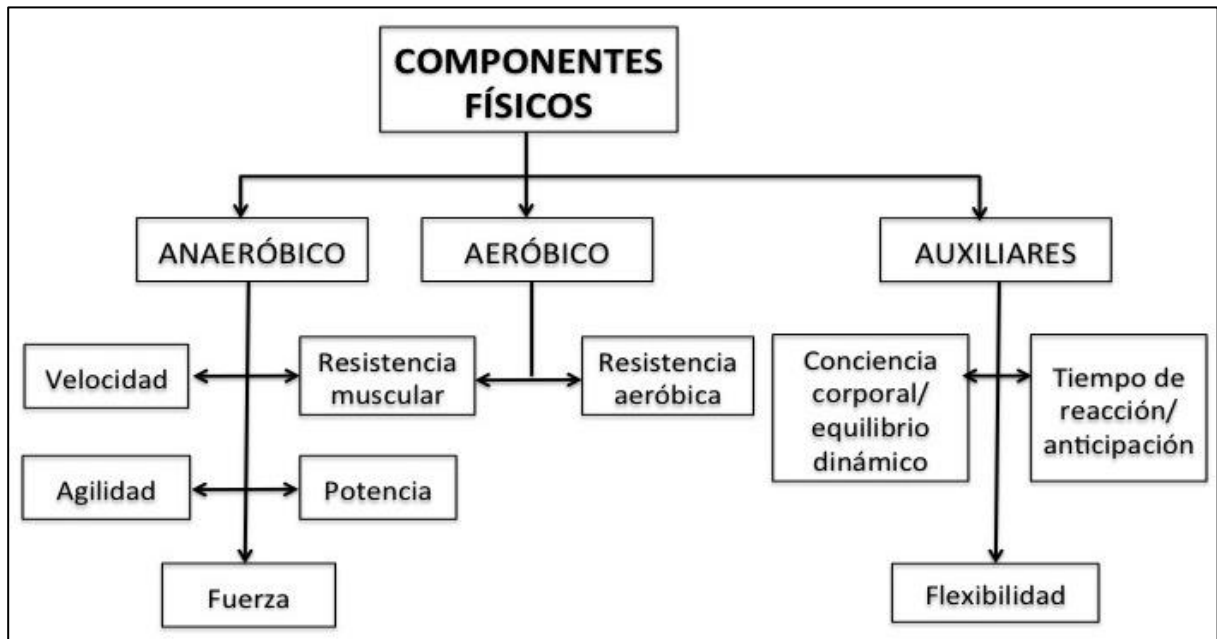 COMPONENTES
FÍSICOS
ANAERÓBICO
AERÓBICO
AUXILIARES
Velocidad
Resistencia
muscular
Resistencia
aeróbica
Conciencia
corporal/
equilibrio
dinámico
Tiempo de
reacción/
anticipación
Agilidad
Potencia
Fuerza
Flexibilidad